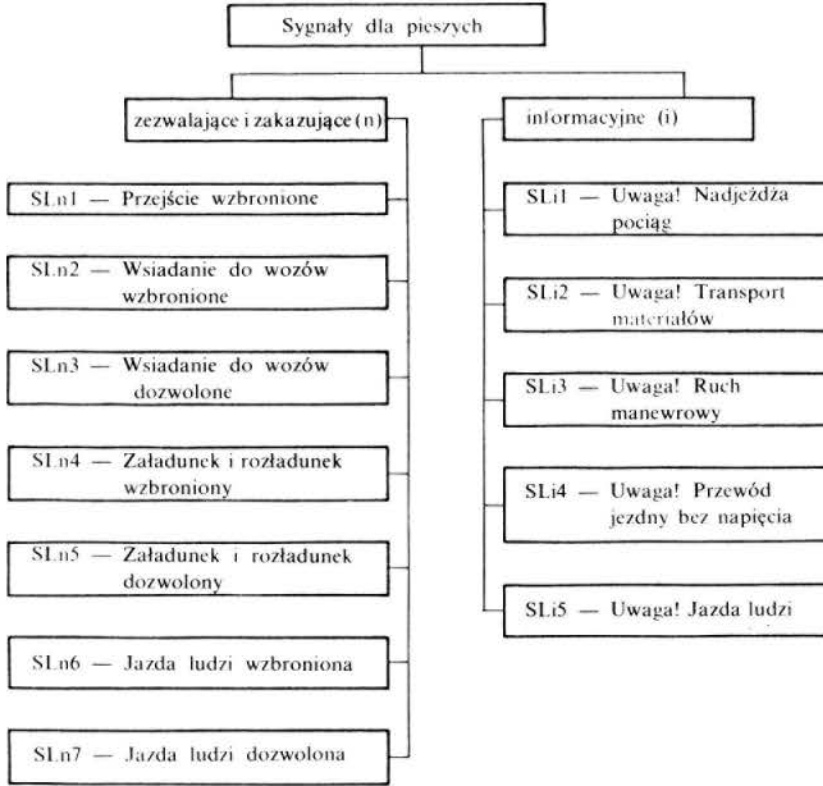 Sygnały dla pieszych
zezwalające i zakazujące (n)
SLn1 — Przejście wzbronione
SLn2 — Wsiadanie do wozów
wzbronione
SLn3 — Wsiadanie do wozów
dozwolone
SLn4 — Załadunek i rozładunek
wzbroniony
SLn5 — Załadunek i rozładunek
dozwolony
SLn6 — Jazda ludzi wzbroniona
SLn7 — Jazda ludzi dozwolona
informacyjne (i)
SLi1 — Uwaga! Nadjeżdża
pociąg
SLi2 — Uwaga! Transport
materiałów
SLi3 — Uwaga! Ruch
manewrowy
SLi4 — Uwaga! Przewód
jezdny bez napięcia
SLi5 — Uwaga! Jazda ludzi